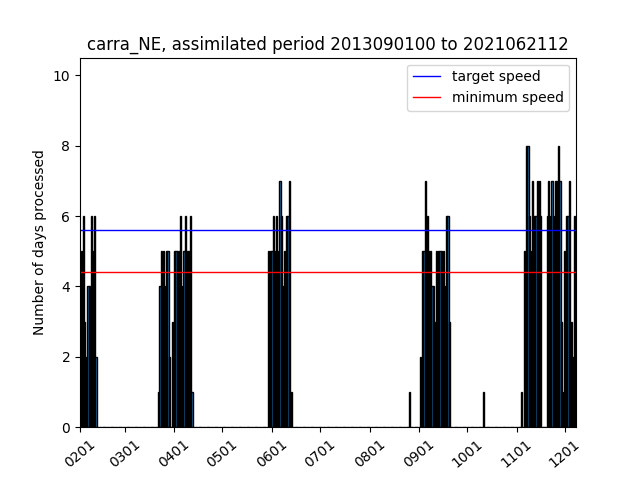 carra_NE, assimilated period 2013090100 to 2021062112
target speed
minimum speed
Number of days processed
10
8
6
4
2
0
0201 0301 0401 0501 0601 0701 0801 0901 1001 1101 1201